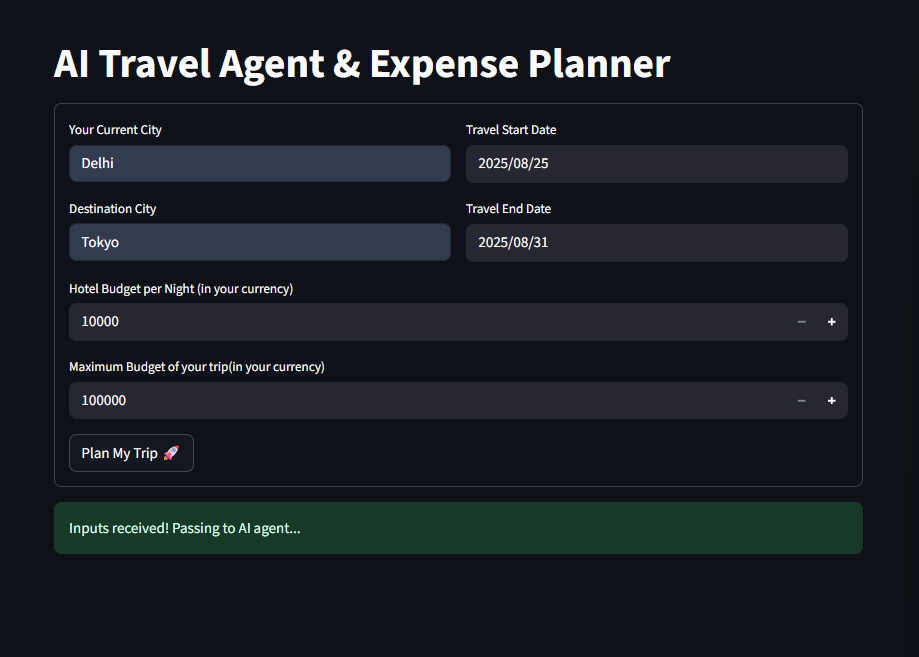 AI Travel Agent & Expense Planner
Your Current City
Delhi
Travel Start Date
2025/08/25
Destination City
Tokyo
Travel End Date
2025/08/31
Hotel Budget per Night (in your currency)
10000
Maximum Budget of your trip(in your currency)
100000
Plan My Trip 🚀
Inputs received! Passing to AI agent...